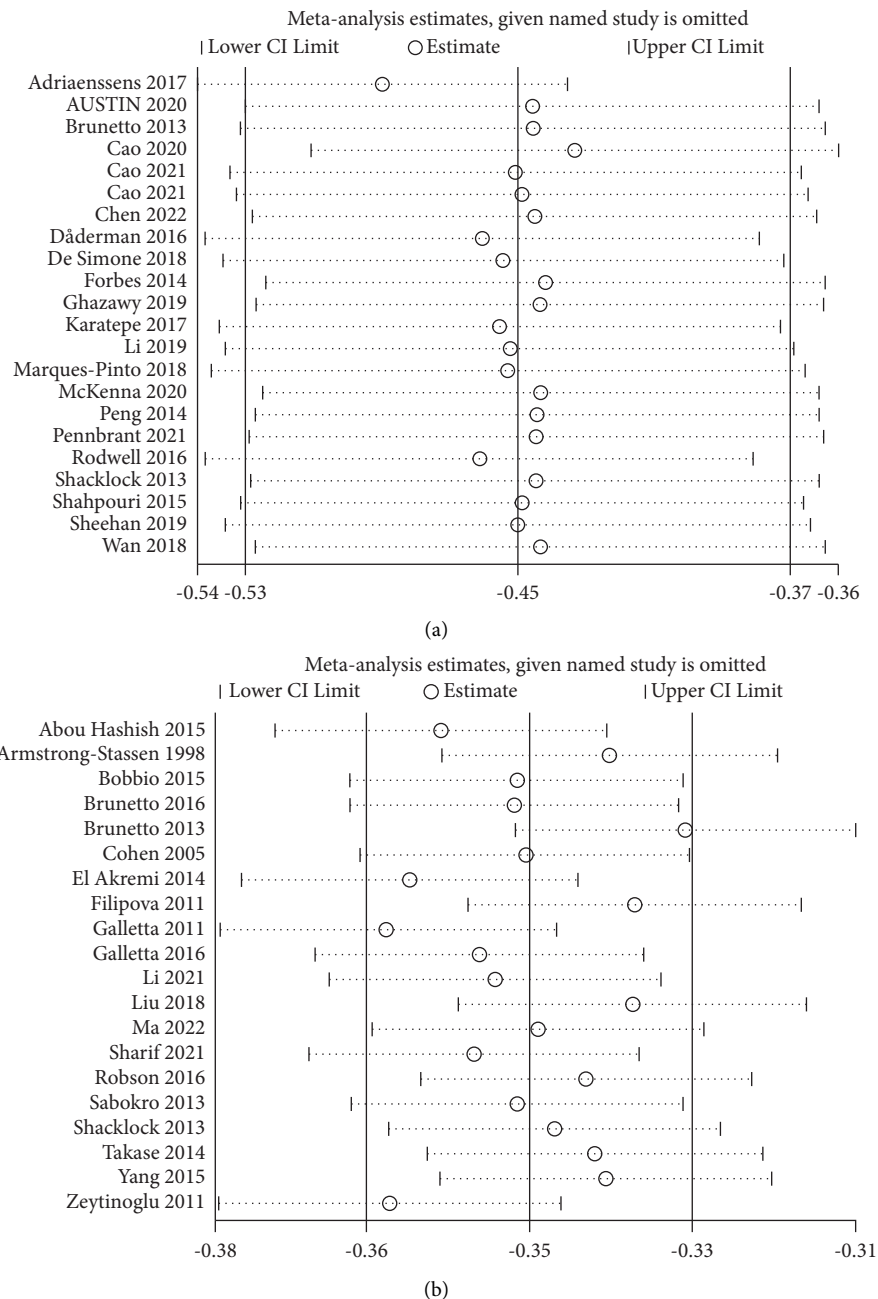 Meta-analysis estimates, given named study is omitted
Lower CI Limit Estimate Upper CI Limit
Adriaenssens 2017
AUSTIN 2020
Brunetto 2013
Cao 2020
Cao 2021
Cao 2021
Chen 2022
Dåderman 2016
De Simone 2018
Forbes 2014
Ghazawy 2019
Karatepe 2017
Li 2019
Marques-Pinto 2018
McKenna 2020
Peng 2014
Pennbrant 2021
Rodwell 2016
Shacklock 2013
Shahpouri 2015
Sheehan 2019
Wan 2018
-0.54 -0.53 -0.45 -0.37 -0.36
(a)
Meta-analysis estimates, given named study is omitted
Lower CI Limit Estimate Upper CI Limit
Abou Hashish 2015
Armstrong-Stassen 1998
Bobbio 2015
Brunetto 2016
Brunetto 2013
Cohen 2005
El Akremi 2014
Filipova 2011
Galletta 2011
Galletta 2016
Li 2021
Liu 2018
Ma 2022
Sharif 2021
Robson 2016
Sabokro 2013
Shacklock 2013
Takase 2014
Yang 2015
Zeytinoglu 2011
-0.38 -0.36 -0.35 -0.33 -0.31
(b)